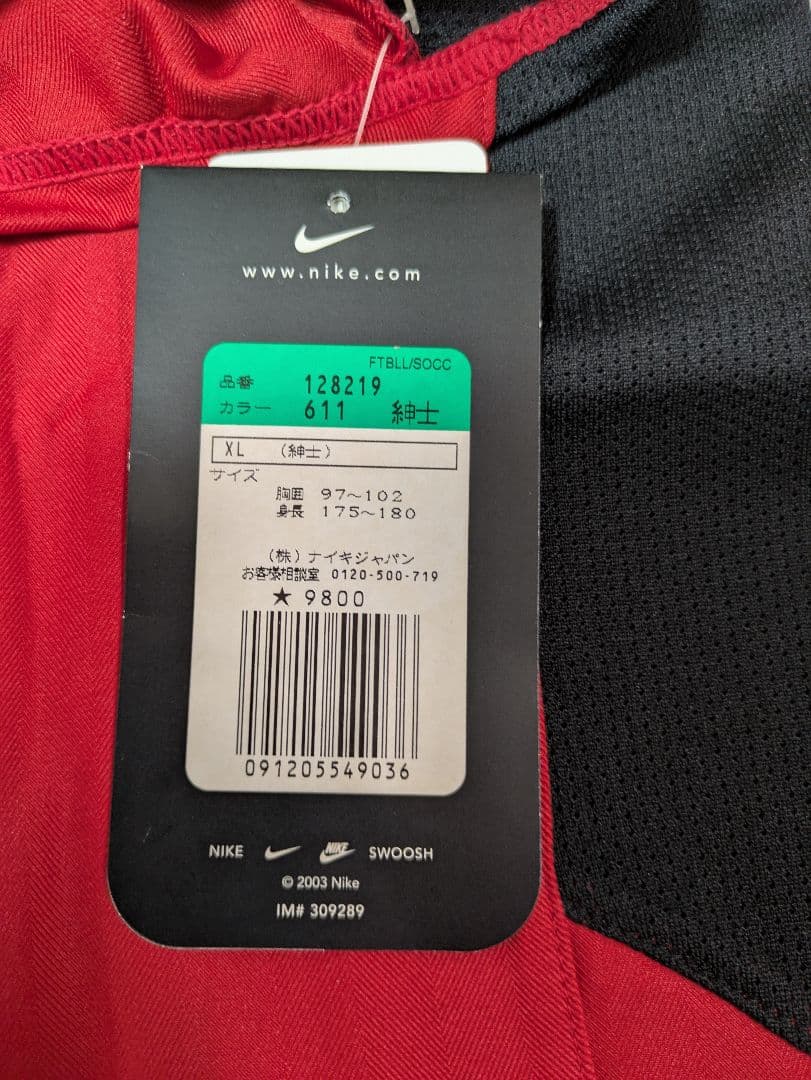 www.nike.com
FTBLL/SOCC
品番 128219
カラー 611 紳士
XL (紳士)
サイズ
胸囲 97~102
身長 175~180
(株)ナイキジャパン
お客様相談室 0120-500-719
★ 9800
091205549036
NIKE NIKE SWOOSH
© 2003 Nike
IM# 309289